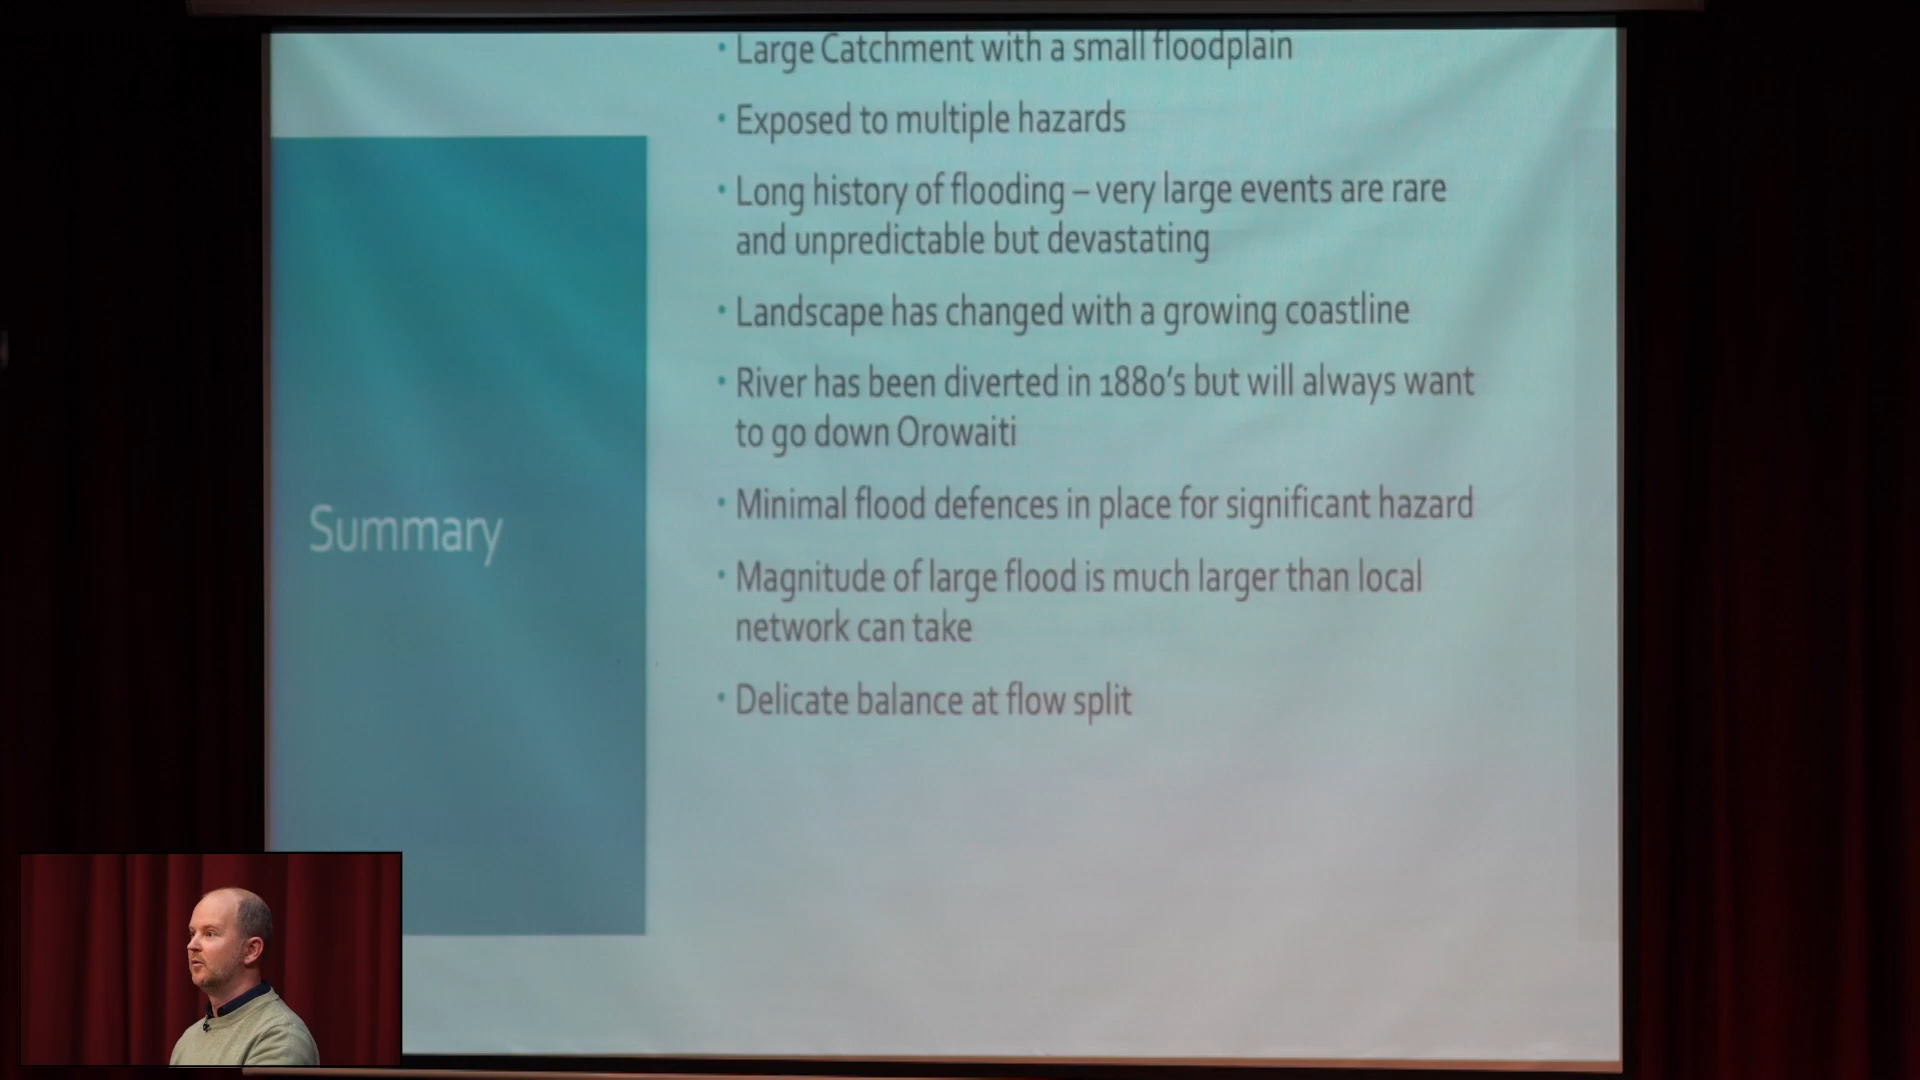 • Large Catchment with a small floodplain
• Exposed to multiple hazards
• Long history of flooding – very large events are rare
and unpredictable but devastating
• Landscape has changed with a growing coastline
• River has been diverted in 1880's but will always want
to go down Orowaiti
• Minimal flood defences in place for significant hazard
Summary
• Magnitude of large flood is much larger than local
network can take
• Delicate balance at flow split